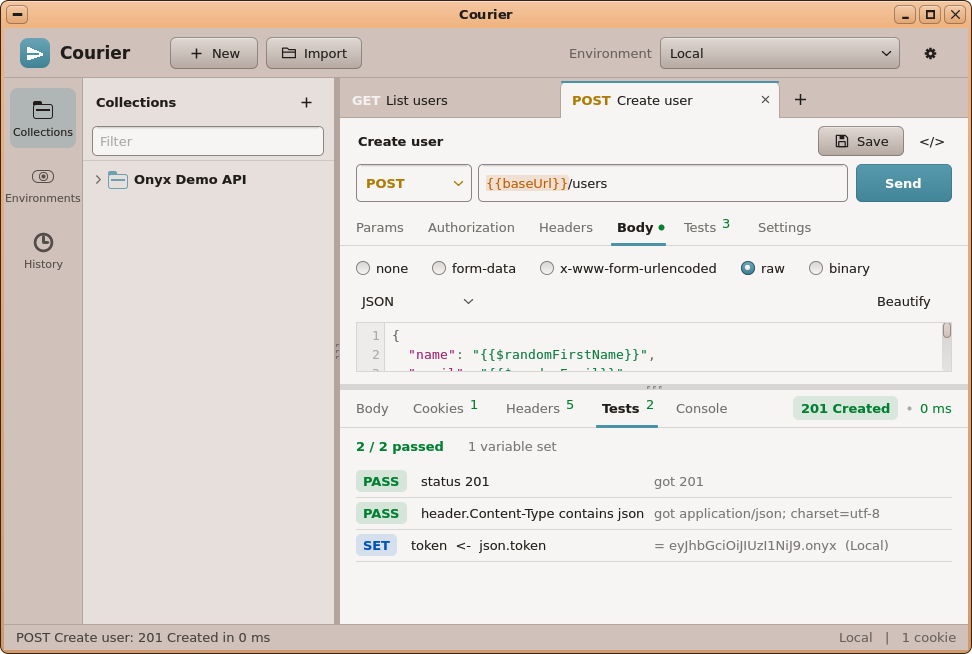 Courier
Courier
New
Import
Environment
Local
Collections
Environments
History
Collections
+
Filter
Onyx Demo API
GET List users
POST Create user
+
Create user
Save
</>
POST
{{baseUrl}}/users
Send
Params
Authorization
Headers
Body
Tests 3
Settings
none
form-data
x-www-form-urlencoded
raw
binary
JSON
Beautify
1 {
2 "name": "{{$randomFirstName}}",
Body
Cookies 1
Headers 5
Tests 2
Console
201 Created • 0 ms
2 / 2 passed
1 variable set
PASS status 201 got 201
PASS header.Content-Type contains json got application/json; charset=utf-8
SET token <- json.token = eyJhbGciOiJIUzI1NiJ9.onyx (Local)
POST Create user: 201 Created in 0 ms
Local | 1 cookie